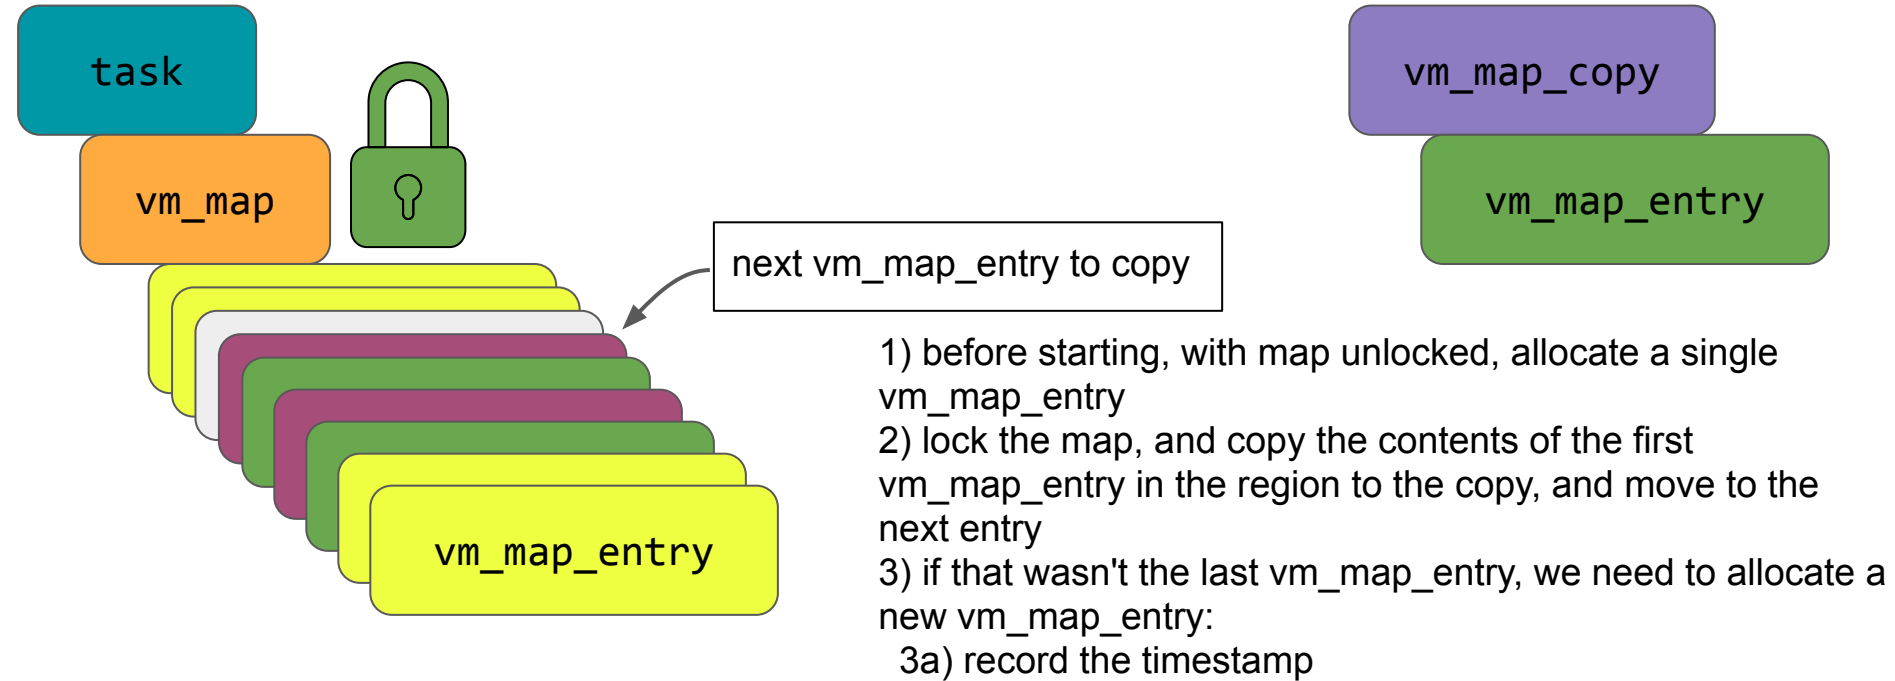 task
vm_map_copy
vm_map
vm_map_entry
next vm_map_entry to copy
vm_map_entry
1) before starting, with map unlocked, allocate a single
vm_map_entry
2) lock the map, and copy the contents of the first
vm_map_entry in the region to the copy, and move to the
next entry
3) if that wasn't the last vm_map_entry, we need to allocate a
new vm_map_entry:
3a) record the timestamp